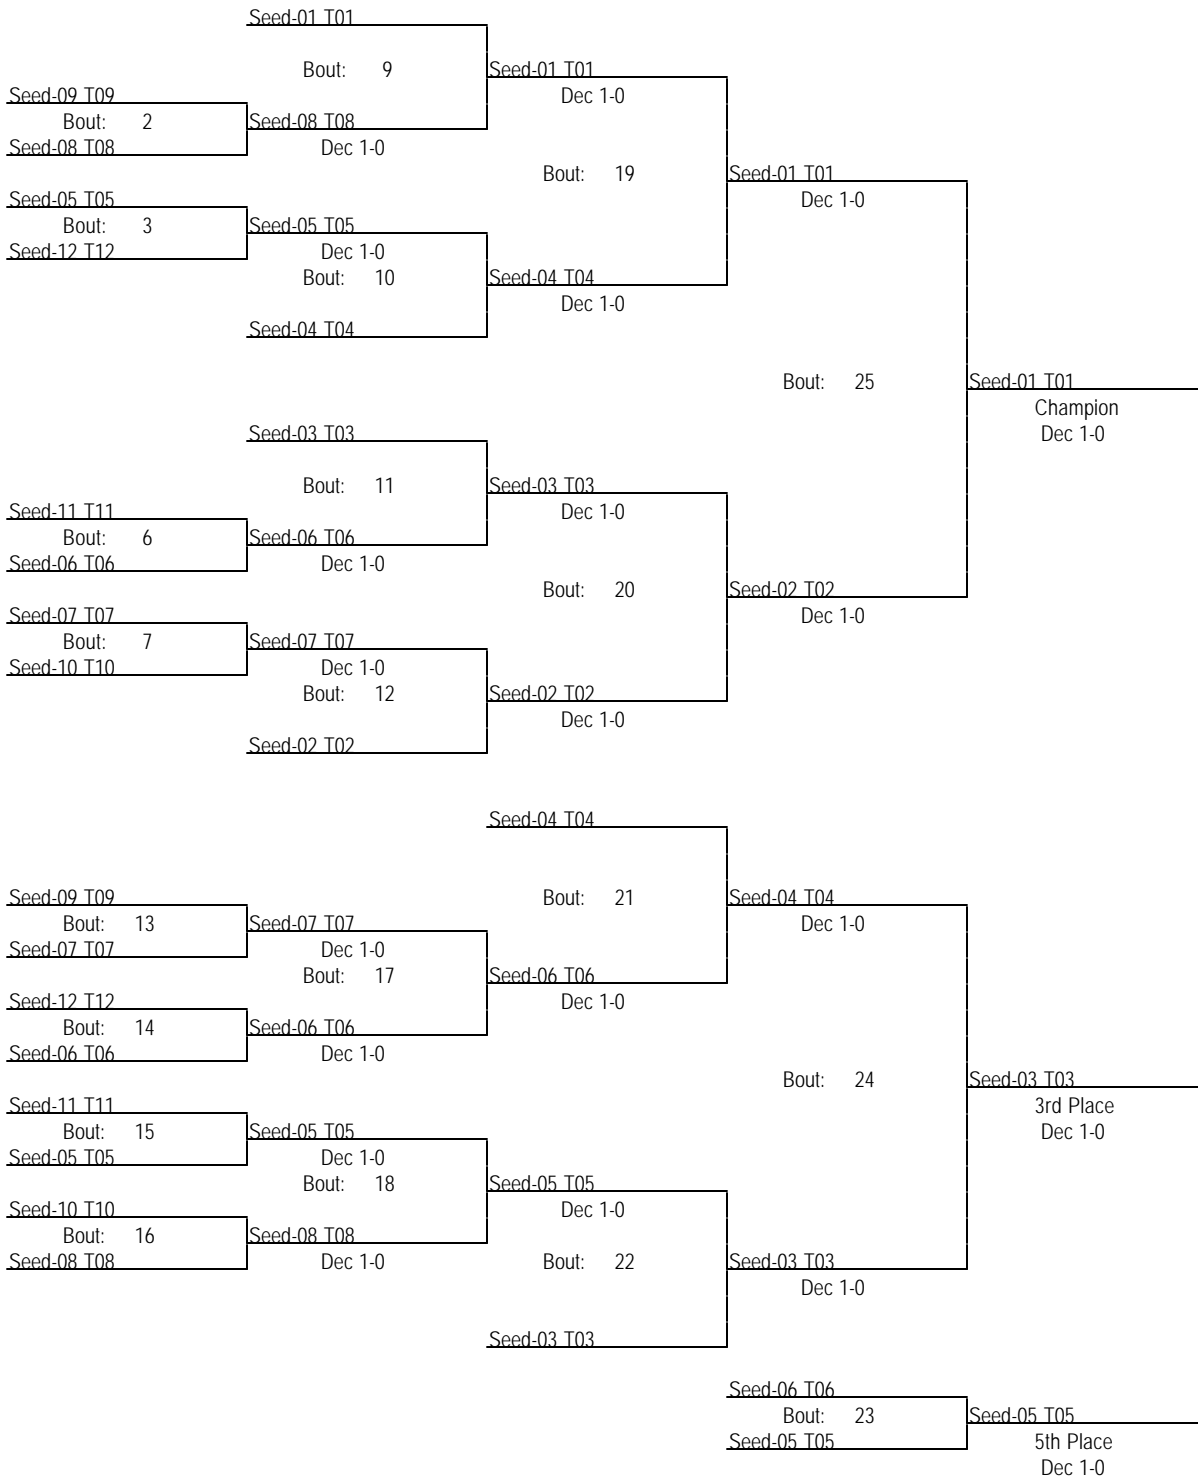 Seed-01 T01
Bout: 9
Seed-01 T01
Dec 1-0
Seed-09 T09
Bout: 2
Seed-08 T08
Seed-08 T08
Dec 1-0
Bout: 19
Seed-01 T01
Dec 1-0
Seed-05 T05
Bout: 3
Seed-12 T12
Seed-05 T05
Dec 1-0
Bout: 10
Seed-04 T04
Dec 1-0
Seed-04 T04
Bout: 25
Seed-01 T01
Champion
Dec 1-0
Seed-03 T03
Bout: 11
Seed-03 T03
Dec 1-0
Seed-11 T11
Bout: 6
Seed-06 T06
Seed-06 T06
Dec 1-0
Bout: 20
Seed-02 T02
Dec 1-0
Seed-07 T07
Bout: 7
Seed-10 T10
Seed-07 T07
Dec 1-0
Bout: 12
Seed-02 T02
Dec 1-0
Seed-02 T02
Seed-04 T04
Bout: 21
Seed-04 T04
Dec 1-0
Seed-09 T09
Bout: 13
Seed-07 T07
Seed-07 T07
Dec 1-0
Bout: 17
Seed-06 T06
Dec 1-0
Seed-12 T12
Bout: 14
Seed-06 T06
Seed-06 T06
Dec 1-0
Bout: 24
Seed-03 T03
3rd Place
Dec 1-0
Seed-11 T11
Bout: 15
Seed-05 T05
Seed-05 T05
Dec 1-0
Bout: 18
Seed-05 T05
Dec 1-0
Seed-10 T10
Bout: 16
Seed-08 T08
Seed-08 T08
Dec 1-0
Bout: 22
Seed-03 T03
Dec 1-0
Seed-03 T03
Seed-06 T06
Bout: 23
Seed-05 T05
Seed-05 T05
5th Place
Dec 1-0